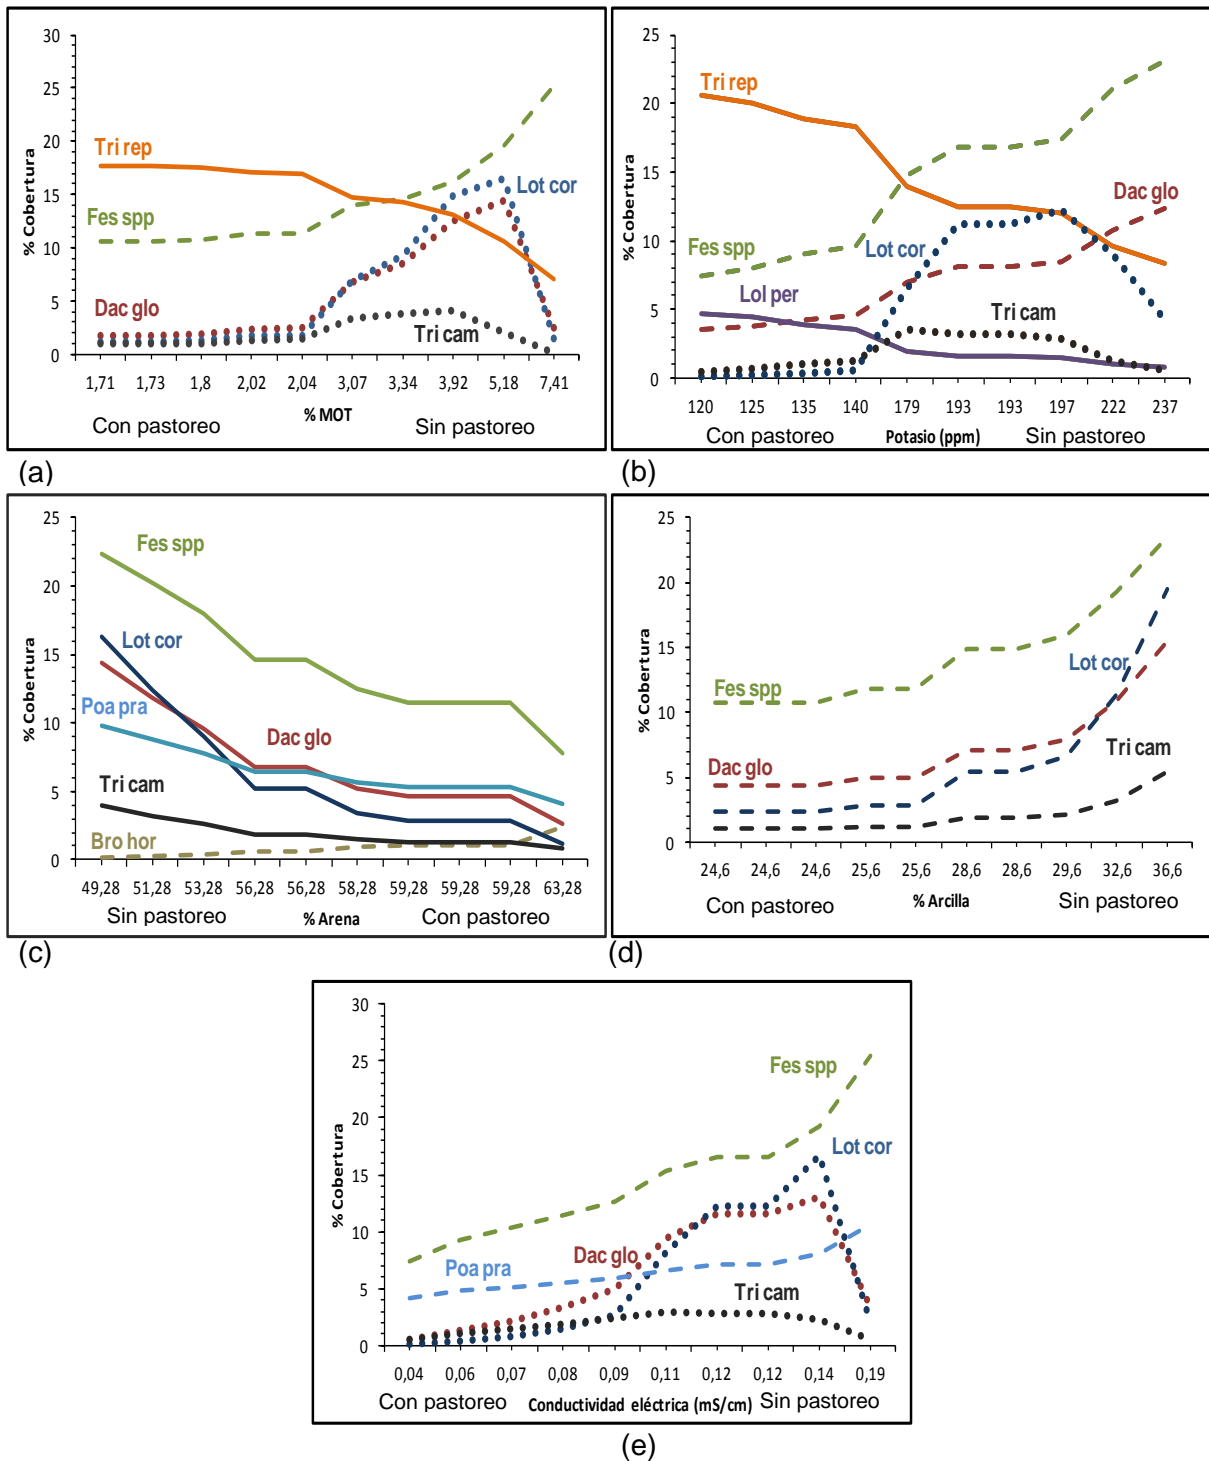 30
25
20
15
10
5
0
% Cobertura
Tri rep
Fes spp
Lot cor
Dac glo
Tri cam
1,71 1,73 1,8 2,02 2,04 3,07 3,34 3,92 5,18 7,41
% MOT
Con pastoreo Sin pastoreo
(a)
25
20
15
10
5
0
% Cobertura
Tri rep
Dac glo
Fes spp
Lot cor
Lol per
Tri cam
120 125 135 140 179 193 193 197 222 237
Con pastoreo Potasio (ppm) Sin pastoreo
(b)
25
20
15
10
5
0
% Cobertura
Fes spp
Lot cor
Poa pra
Dac glo
Tri cam
Bro hor
49,28 51,28 53,28 56,28 56,28 58,28 59,28 59,28 59,28 63,28
Sin pastoreo % Arena Con pastoreo
(c)
25
20
15
10
5
0
% Cobertura
Lot cor
Fes spp
Tri cam
Dac glo
24,6 24,6 24,6 25,6 25,6 28,6 28,6 29,6 32,6 36,6
Con pastoreo % Arcilla Sin pastoreo
(d)
30
25
20
15
10
5
0
% Cobertura
Fes spp
Lot cor
Dac glo
Poa pra
Tri cam
0,04 0,06 0,07 0,08 0,09 0,11 0,12 0,12 0,14 0,19
Con pastoreo Conductividad eléctrica (mS/cm) Sin pastoreo
(e)